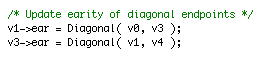 /* Update earity of diagonal endpoints */
v1->ear = Diagonal( v0, v3 );
v3->ear = Diagonal( v1, v4 );